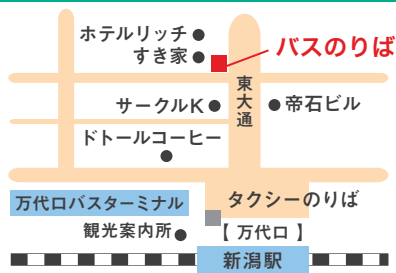 ホテルリッチ
すき家
バスのりば
東大通
サークルK
帝石ビル
ドトールコーヒー
万代口バスターミナル
タクシーのりば
観光案内所
【 万代口 】
新潟駅